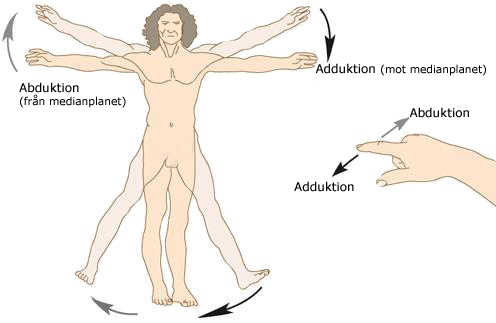 Abduktion
(från medianplanet)
Adduktion (mot medianplanet)
Abduktion
Adduktion